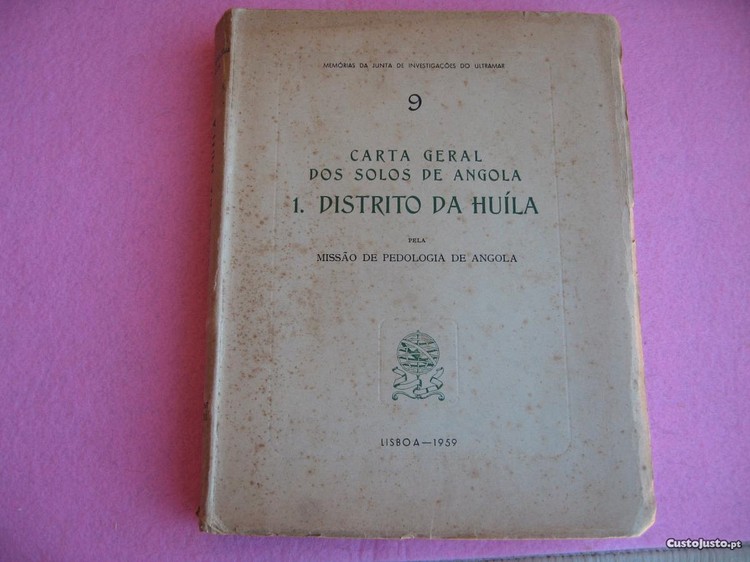 MEMÓRIAS DA JUNTA DE INVESTIGAÇÕES DO ULTRAMAR
9
CARTA GERAL
DOS SOLOS DE ANGOLA
1. DISTRITO DA HUÍLA
PELA
MISSÃO DE PEDOLOGIA DE ANGOLA
LISBOA—1959
CustoJusto.pt